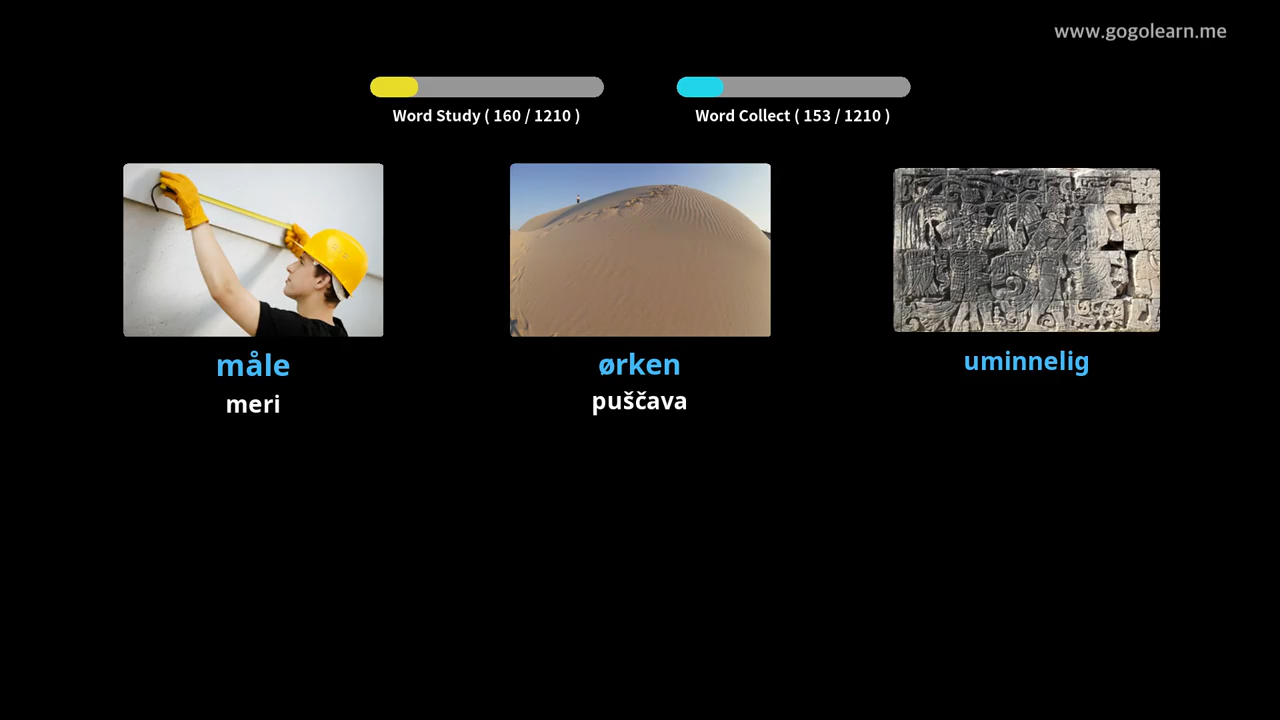 www.gogolearn.me
Word Study ( 160 / 1210 )
Word Collect ( 153 / 1210 )
måle
meri
ørken
puščava
uminnelig